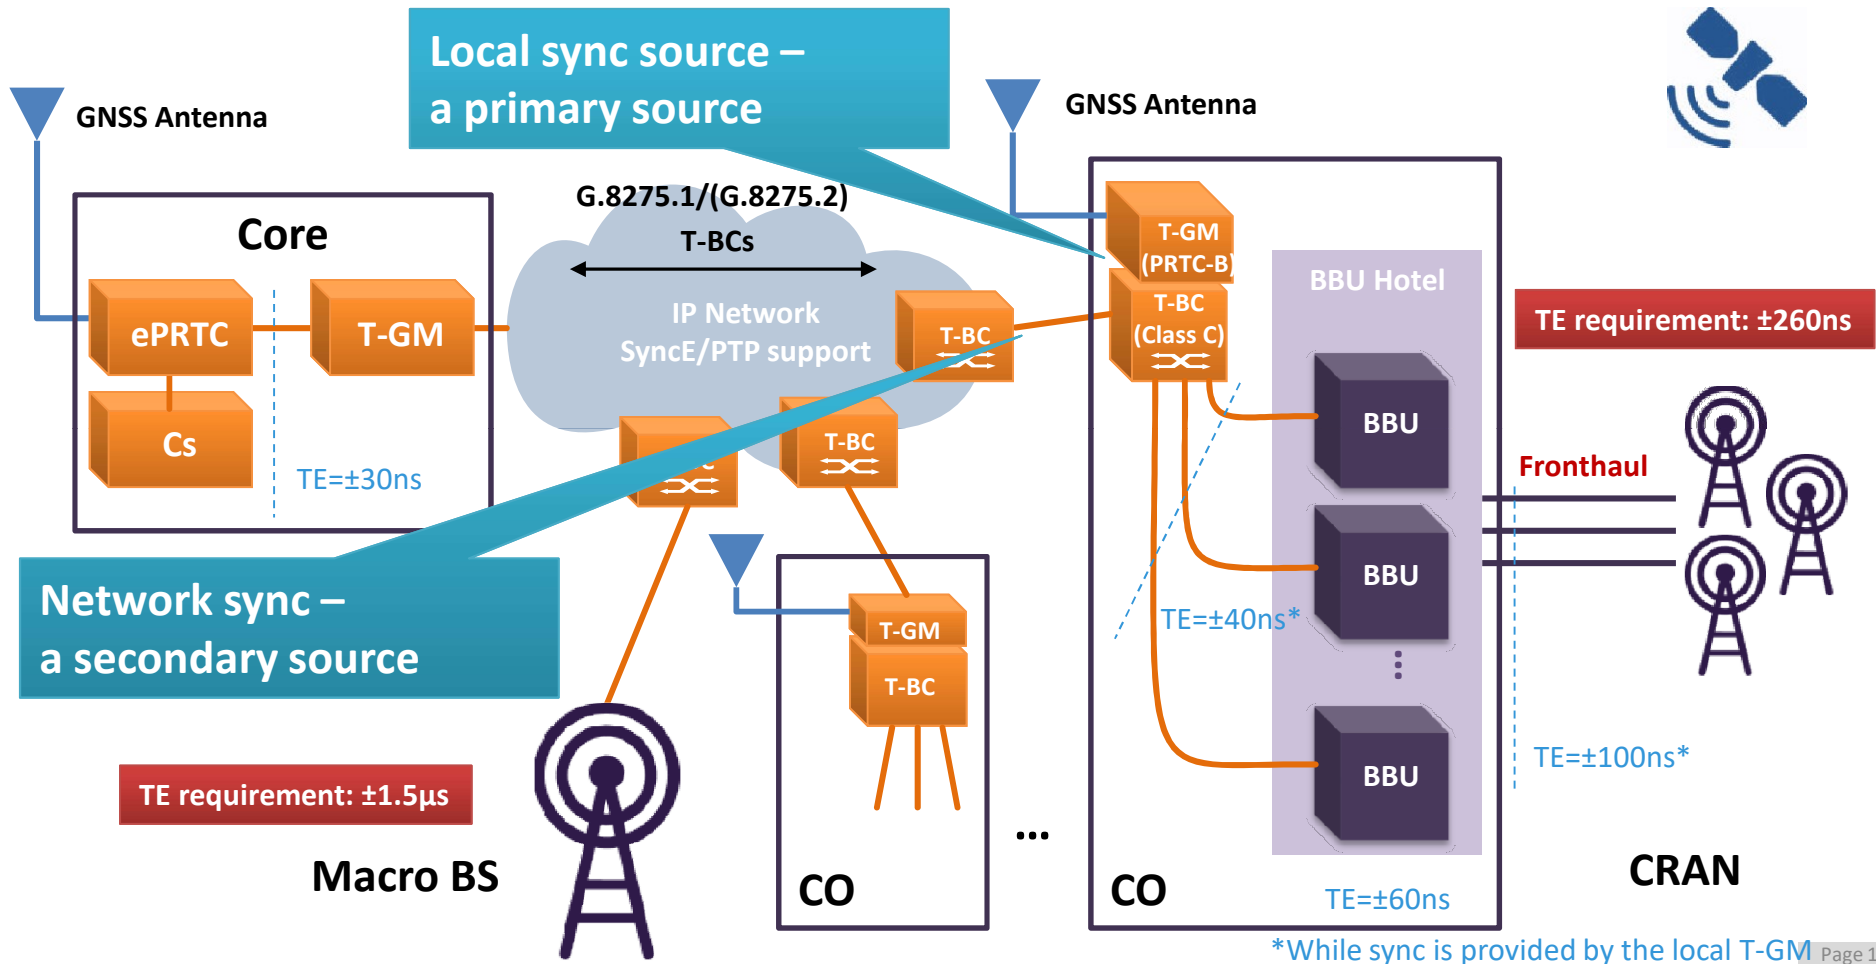 Local sync source –
a primary source
GNSS Antenna
GNSS Antenna
G.8275.1/(G.8275.2)
T-BCs
Core
T-GM
(PRTC-B)
BBU Hotel
ePRTC
T-GM
IP Network
SyncE/PTP support
T-BC
T-BC
(Class C)
TE requirement: ±260ns
Cs
T-BC
BBU
TE=±30ns
Fronthaul
BBU
Network sync –
a secondary source
TE=±40ns*
T-GM
T-BC
TE=±100ns*
BBU
TE requirement: ±1.5µs
...
Macro BS
CO
CO
TE=±60ns
CRAN
*While sync is provided by the local T-GM
Page 1